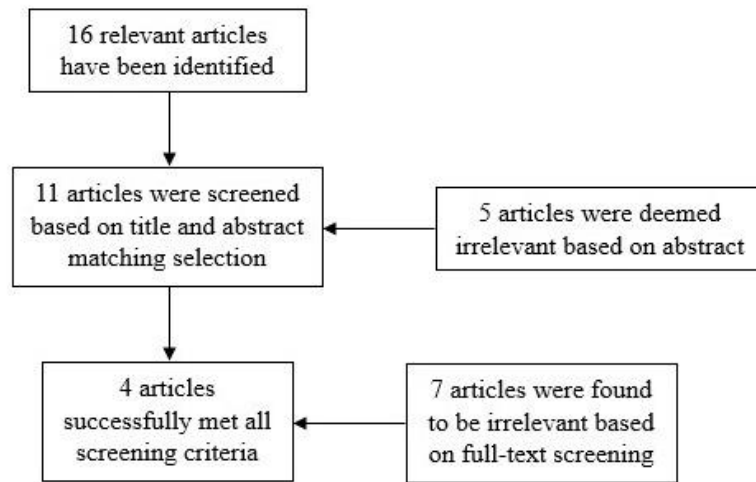 16 relevant articles
have been identified
11 articles were screened
based on title and abstract
matching selection
5 articles were deemed
irrelevant based on abstract
4 articles
successfully met all
screening criteria
7 articles were found
to be irrelevant based
on full-text screening